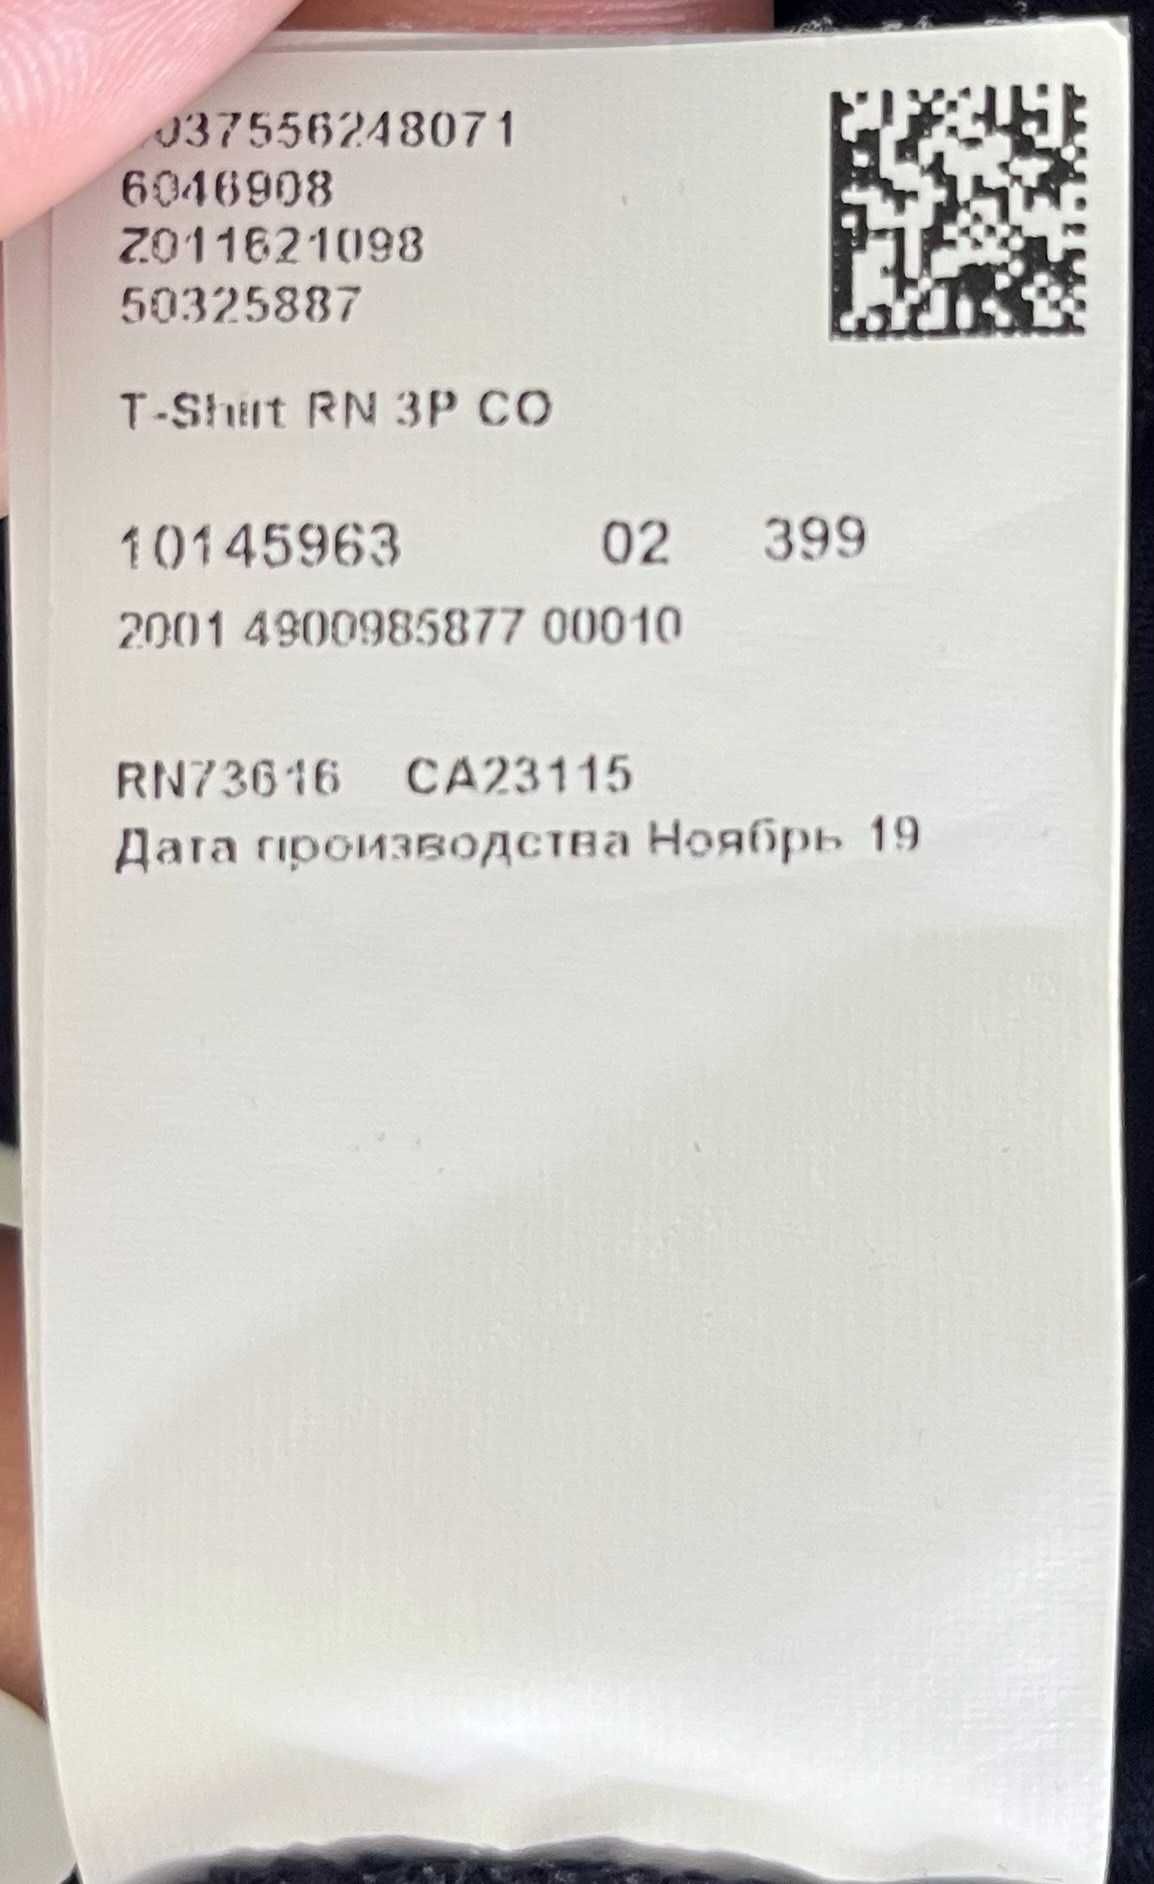 037556248071
6046908
Z011621098
50325887
T-Shirt RN 3P CO
10145963 02 399
2001 4900985877 00010
RN73616 CA23115
Дата производства Ноябрь 19